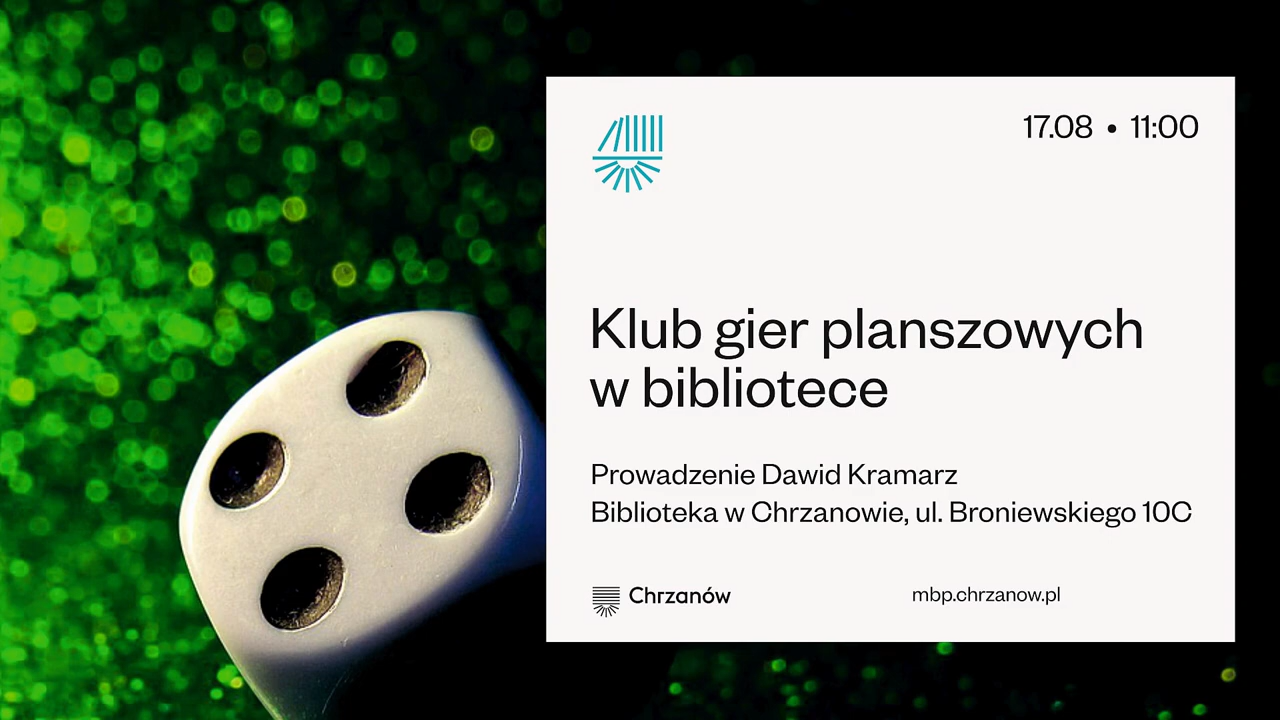 17.08 • 11:00
Klub gier planszowych
w bibliotece
Prowadzenie Dawid Kramarz
Biblioteka w Chrzanowie, ul. Broniewskiego 10C
Chrzanów
mbp.chrzanow.pl